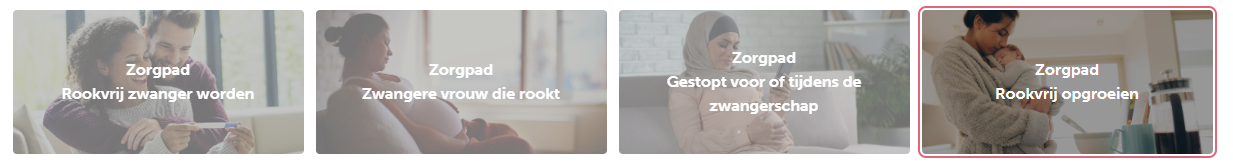 Zorgpad
Rookvrij zwanger worden
Zorgpad
Zwangere vrouw die rookt
Zorgpad
Gestopt voor of tijdens de
zwangerschap
Zorgpad
Rookvrij opgroeien